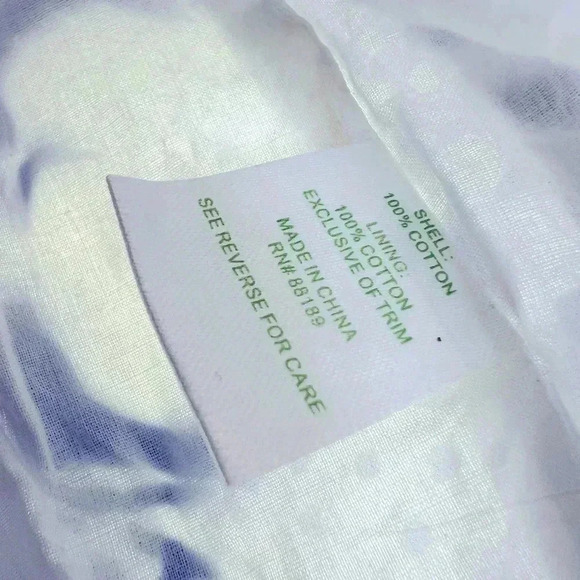 SHELL:
100% COTTON
LINING:
100% COTTON
EXCLUSIVE OF TRIM
MADE IN CHINA
RN# 88189
SEE REVERSE FOR CARE